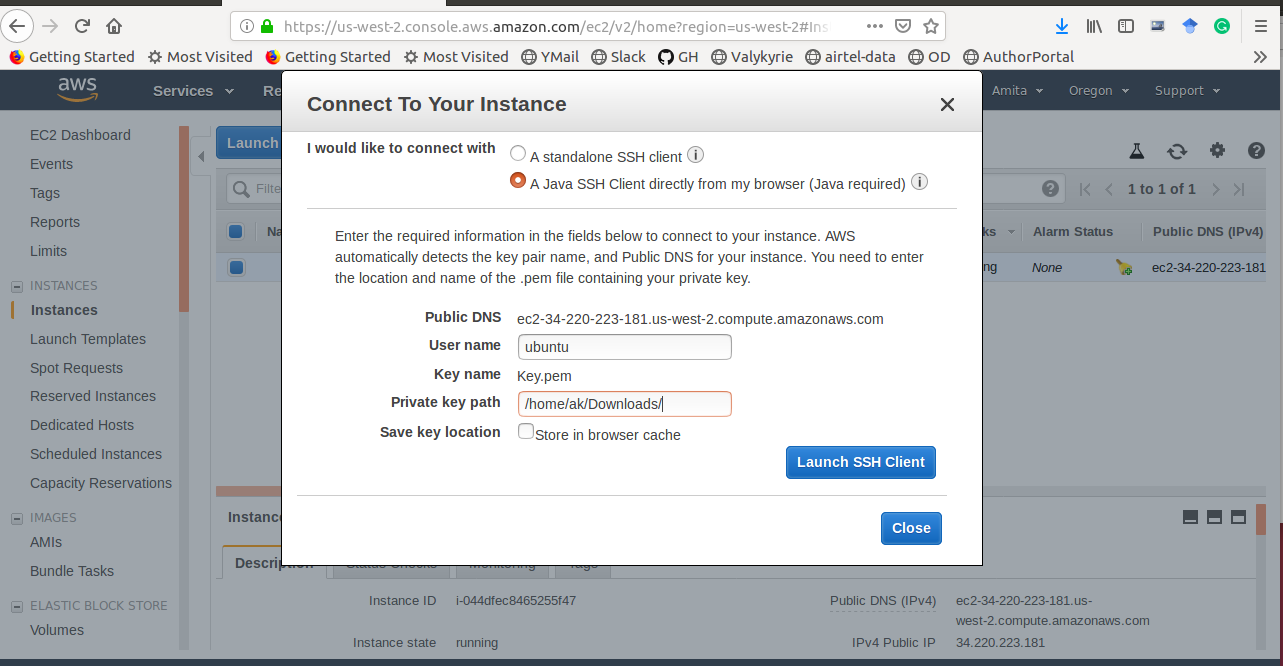 https://us-west-2.console.aws.amazon.com/ec2/v2/home?region=us-west-2#Ins
Getting Started Most Visited Getting Started Most Visited YMail Slack GH Valykyrie airtel-data OD AuthorPortal
aws Services Re Amita Oregon Support
Connect To Your Instance
I would like to connect with
A standalone SSH client
A Java SSH Client directly from my browser (Java required)
Enter the required information in the fields below to connect to your instance. AWS
automatically detects the key pair name, and Public DNS for your instance. You need to enter
the location and name of the .pem file containing your private key.
Public DNS ec2-34-220-223-181.us-west-2.compute.amazonaws.com
User name ubuntu
Key name Key.pem
Private key path /home/ak/Downloads/
Save key location Store in browser cache
Launch SSH Client
Close
EC2 Dashboard
Events
Tags
Reports
Limits
INSTANCES
Instances
Launch Templates
Spot Requests
Reserved Instances
Dedicated Hosts
Scheduled Instances
Capacity Reservations
IMAGES
AMIs
Bundle Tasks
ELASTIC BLOCK STORE
Volumes
Launch
Filte 1 to 1 of 1
Na ks Alarm Status Public DNS (IPv4)
ng None ec2-34-220-223-181
Instanc
Description Status Checks Monitoring Tags
Instance ID i-044dfec8465255f47 Public DNS (IPv4) ec2-34-220-223-181.us-
west-2.compute.amazonaws.com
Instance state running IPv4 Public IP 34.220.223.181